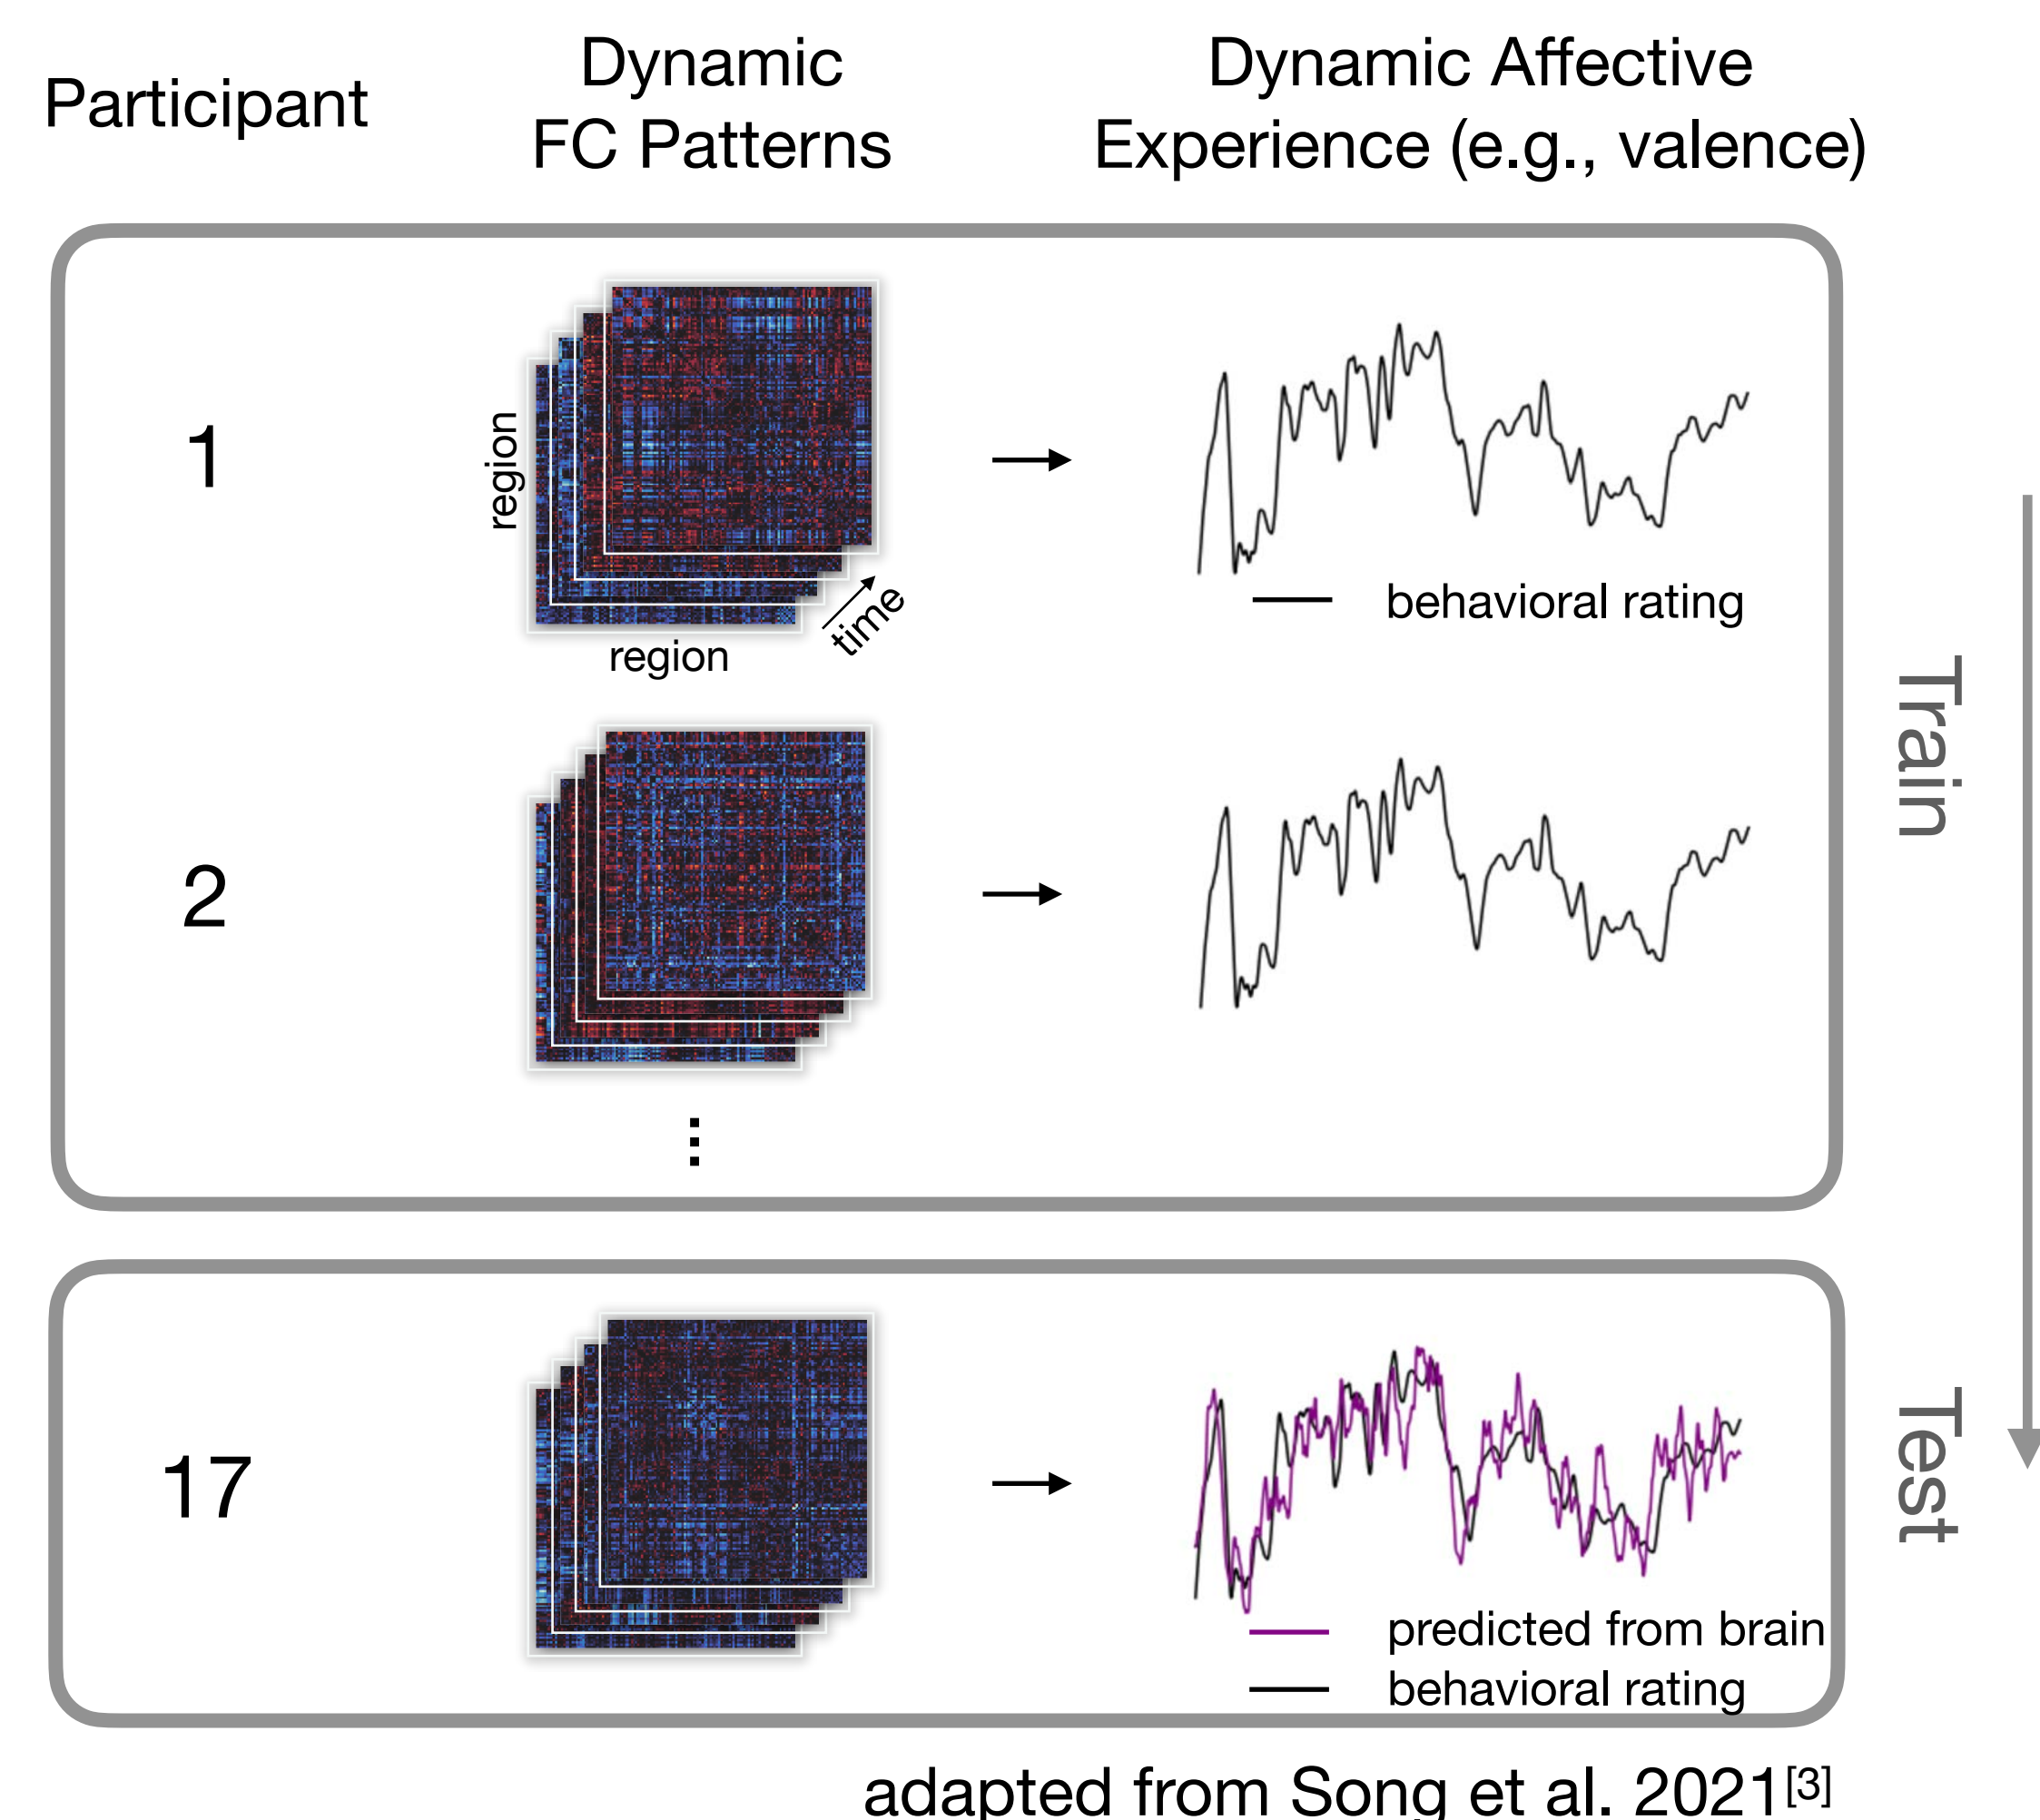 Participant
Dynamic
FC Patterns
Dynamic Affective
Experience (e.g., valence)
1
region
region
time
behavioral rating
2
⋮
Train
17
predicted from brain
behavioral rating
Test
adapted from Song et al. 2021[3]